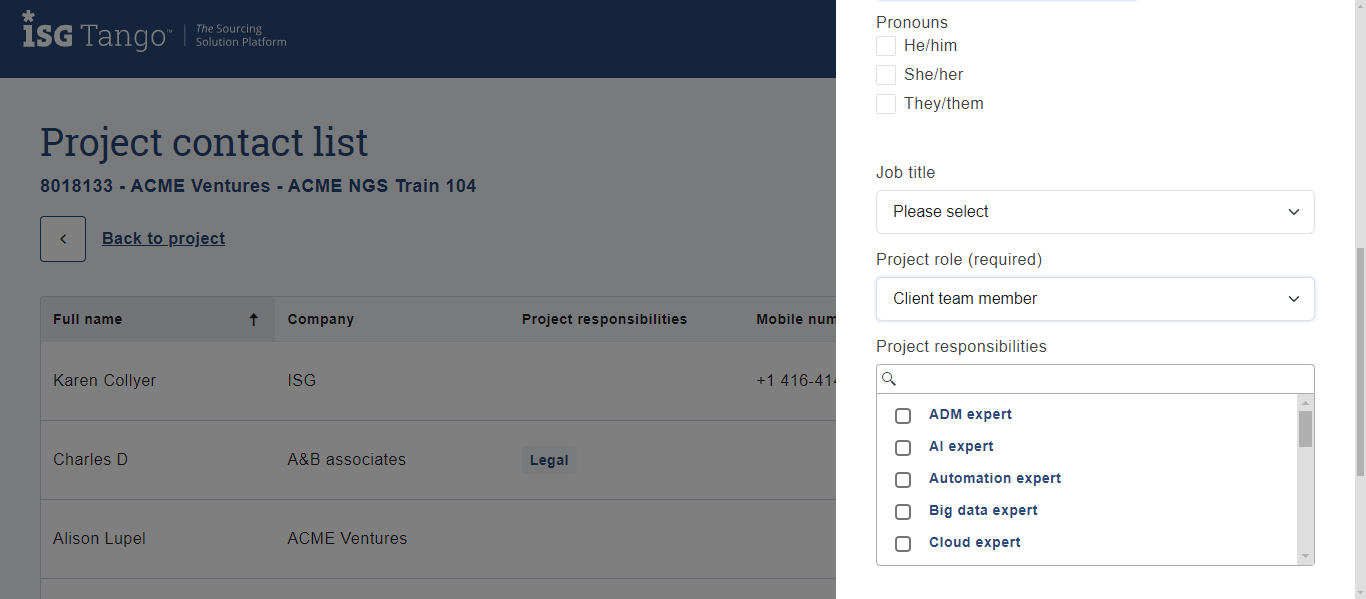 iSG Tango™ The Sourcing
Solution Platform
Project contact list
8018133 - ACME Ventures - ACME NGS Train 104
Back to project
Full name Company Project responsibilities Mobile num
Karen Collyer ISG +1 416-414
Charles D A&B associates Legal
Alison Lupel ACME Ventures
Pronouns
He/him
She/her
They/them
Job title
Please select
Project role (required)
Client team member
Project responsibilities
ADM expert
AI expert
Automation expert
Big data expert
Cloud expert